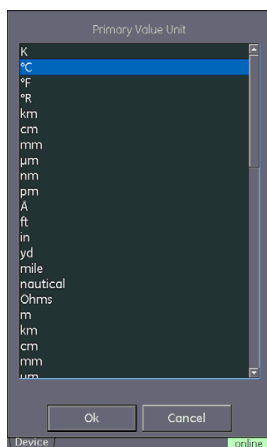 Primary Value Unit
K
°C
°F
°R
km
cm
mm
µm
nm
pm
A
ft
in
yd
mile
nautical
Ohms
m
km
cm
mm
µm
Ok
Cancel
Device
online